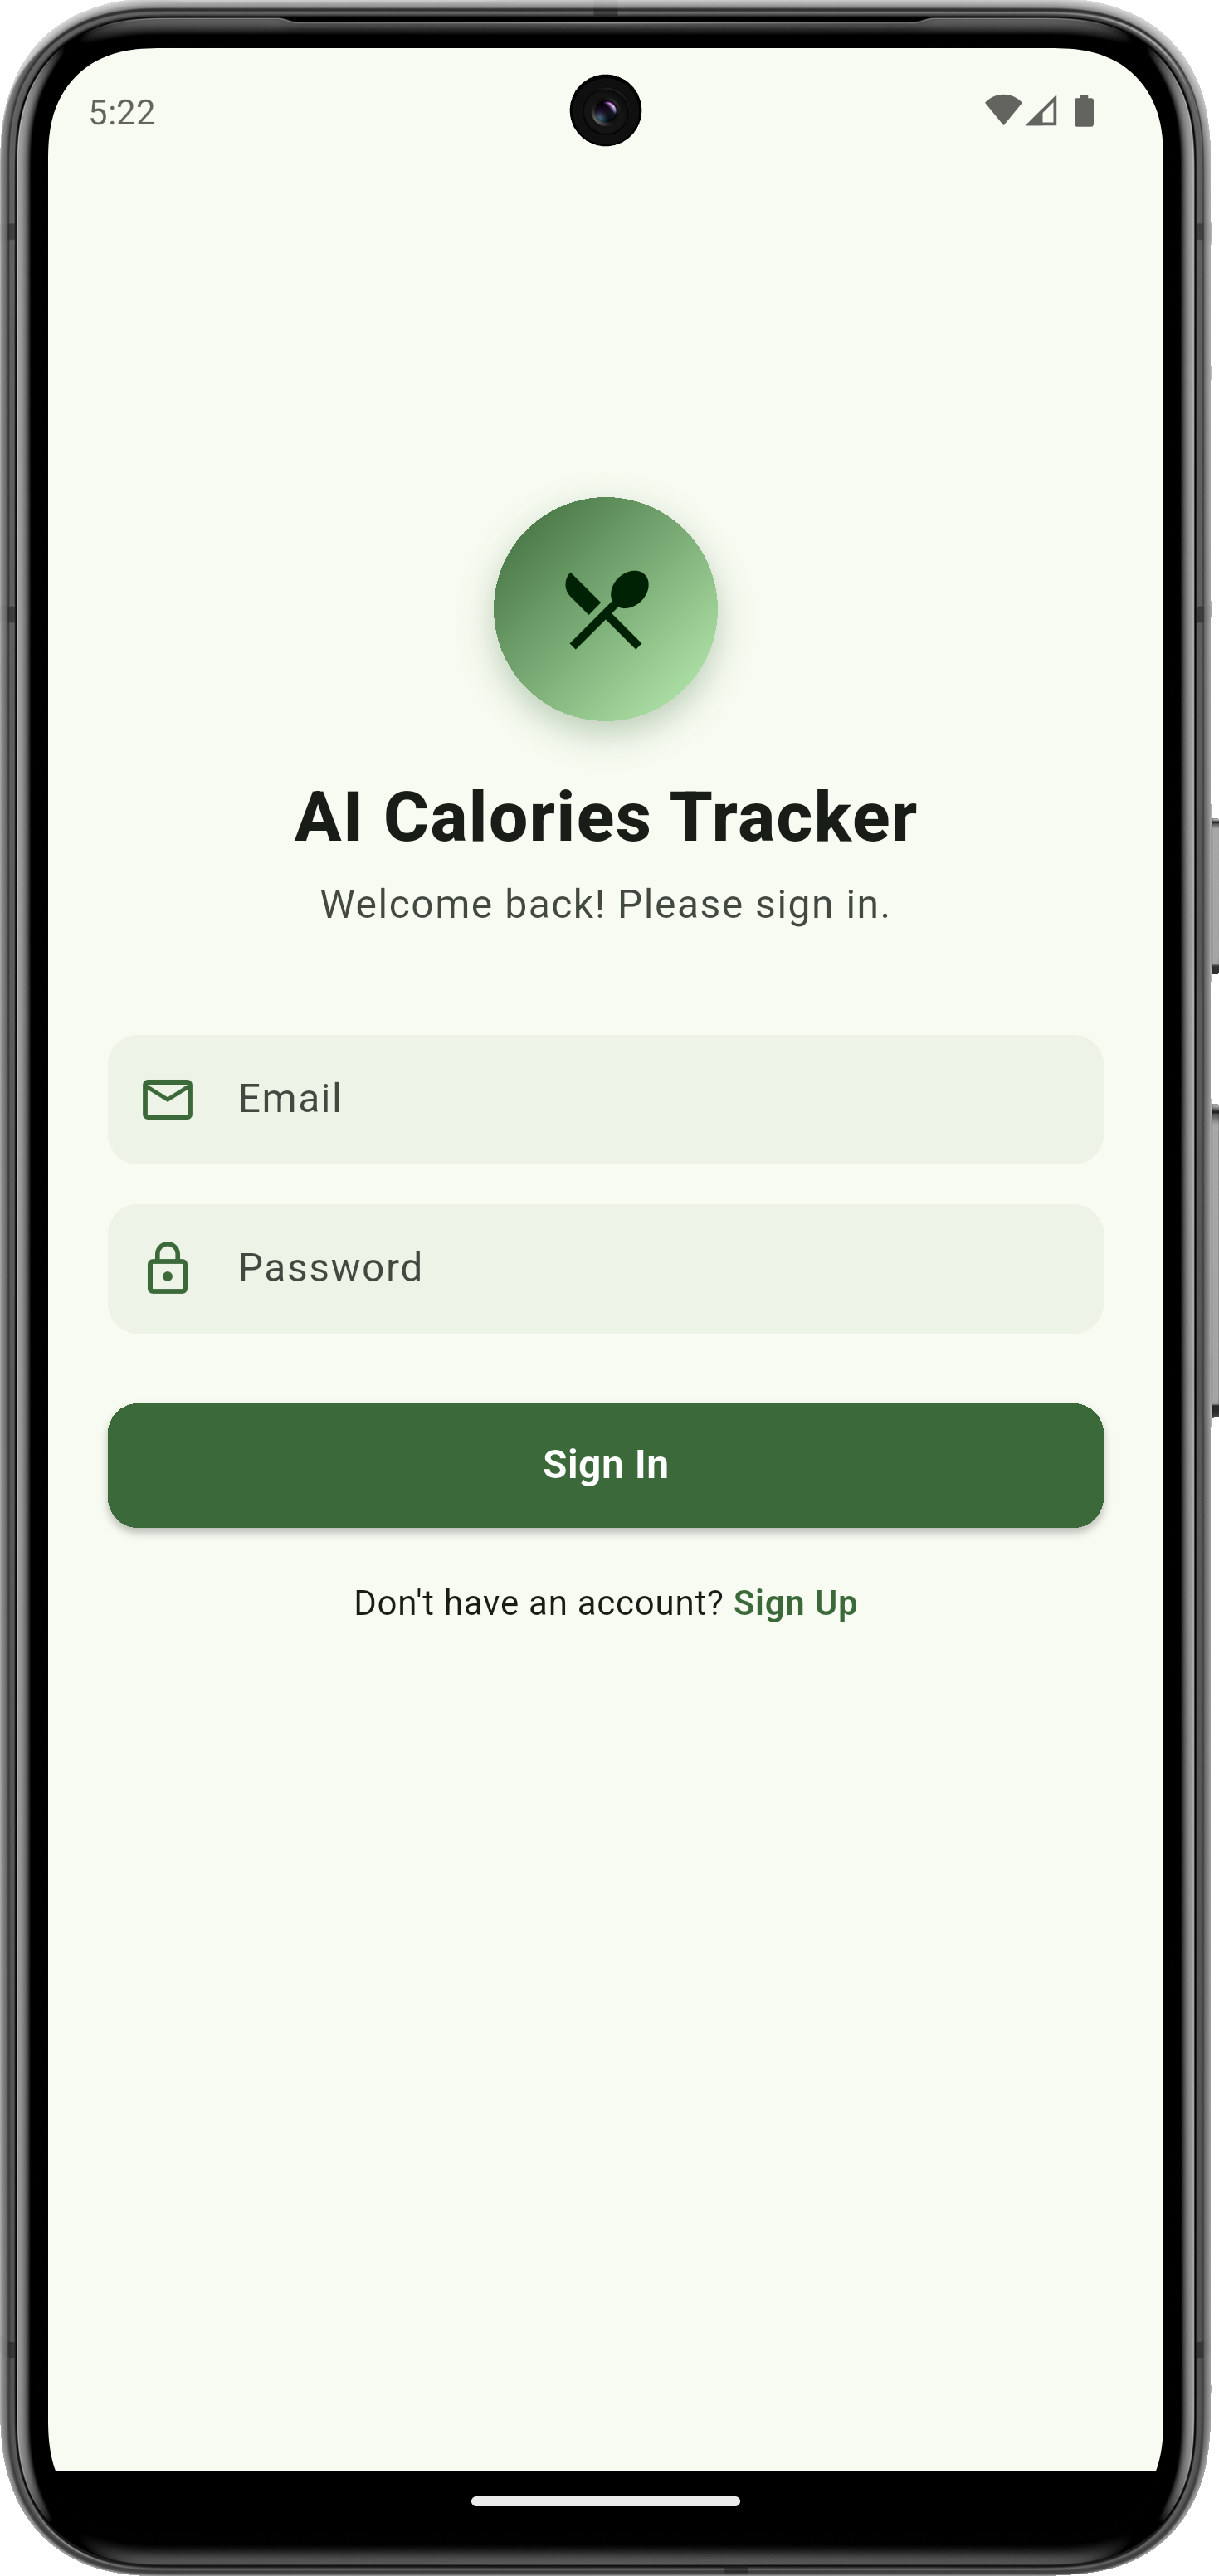 5:22
AI Calories Tracker
Welcome back! Please sign in.
Email
Password
Sign In
Don't have an account? Sign Up